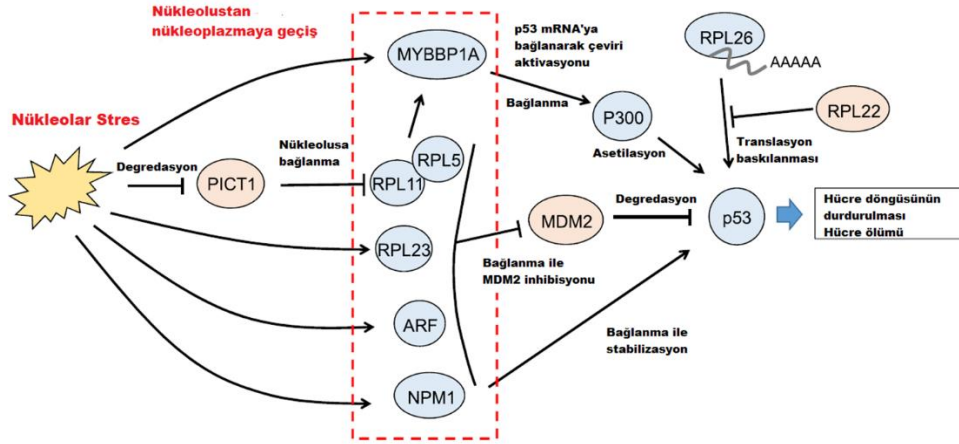 Nükleolustan
nükleoplazmaya geçiş
Nükleolar Stres
Degredasyon
PICT1
Nükleolusa
bağlanma
MYBBP1A
RPL5
RPL11
RPL23
ARF
NPM1
p53 mRNA'ya
bağlanarak çeviri
aktivasyonu
Bağlanma
P300
Asetilasyon
RPL26
AAAAA
RPL22
Translasyon
baskılanması
MDM2
Degredasyon
p53
Bağlanma ile
MDM2 inhibisyonu
Bağlanma ile
stabilizasyon
Hücre döngüsünün
durdurulması
Hücre ölümü